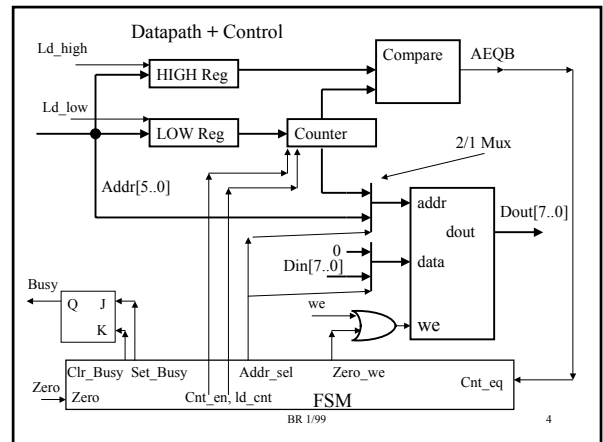 Datapath + Control
Ld_high
HIGH Reg
Compare
AEQB
Ld_low
LOW Reg
Counter
2/1 Mux
Addr[5..0]
addr
Dout[7..0]
dout
0
Din[7..0]
data
Busy
Q J
K
we
we
Clr_Busy Set_Busy Addr_sel Zero_we
Cnt_eq
Zero
Zero
Cnt_en, ld_cnt
FSM
BR 1/99
4